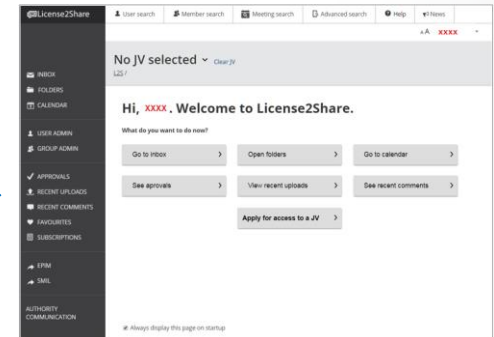 License2Share
User search Member search Meeting search Advanced search Help News
AA xxxx
No JV selected Clear JV
L2S /
INBOX
FOLDERS
CALENDAR
USER ADMIN
GROUP ADMIN
APPROVALS
RECENT UPLOADS
RECENT COMMENTS
FAVOURITES
SUBSCRIPTIONS
EPIM
SMIL
AUTHORITY
COMMUNICATION
Hi, xxxx . Welcome to License2Share.
What do you want to do now?
Go to inbox > Open folders > Go to calendar >
See aprovals > View recent uploads > See recent comments >
Apply for access to a JV >
Always display this page on startup